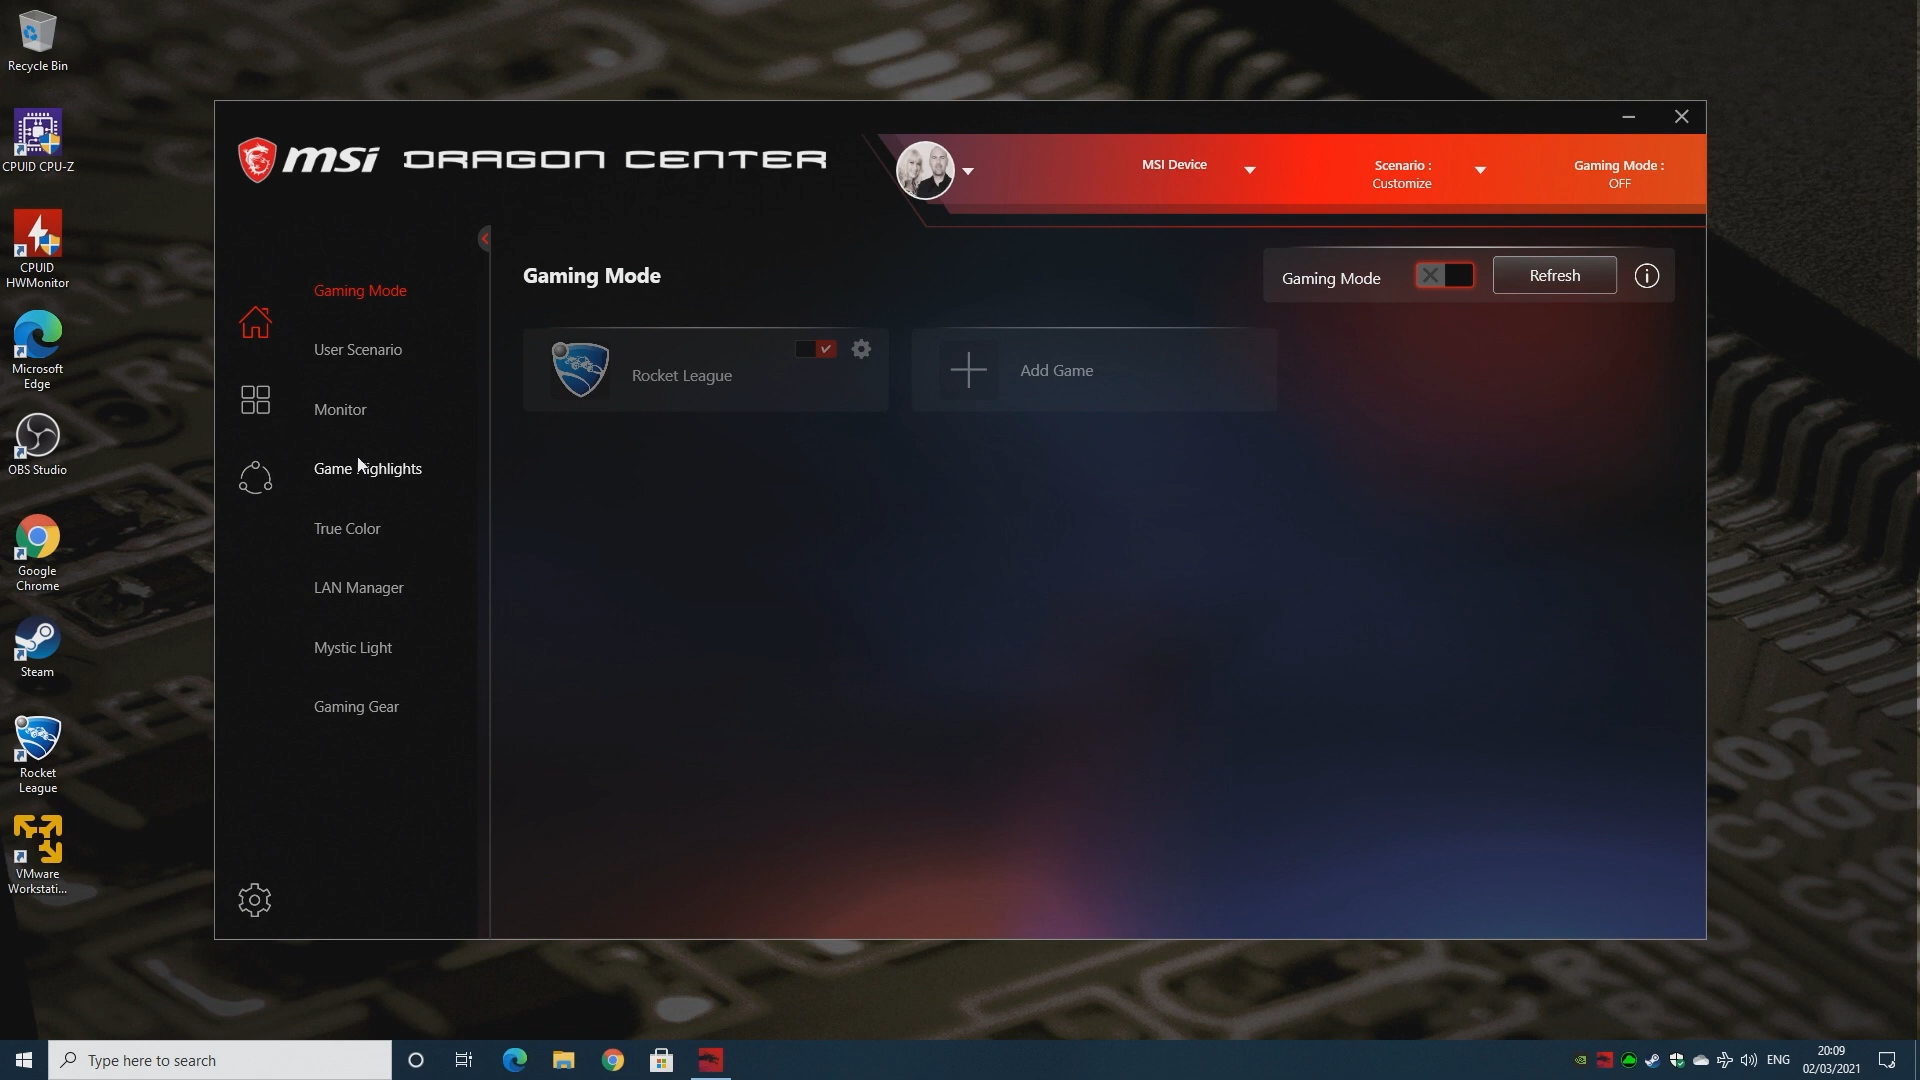 Recycle Bin
CPUID CPU-Z
CPUID
HWMonitor
Microsoft
Edge
OBS Studio
Google
Chrome
Steam
Rocket
League
VMware
Workstati...
msi DRAGON CENTER
MSI Device
Scenario :
Customize
Gaming Mode :
OFF
Gaming Mode
User Scenario
Monitor
Game Highlights
True Color
LAN Manager
Mystic Light
Gaming Gear
Gaming Mode
Gaming Mode
Refresh
Rocket League
Add Game
102
C106
Type here to search
ENG
20:09
02/03/2021